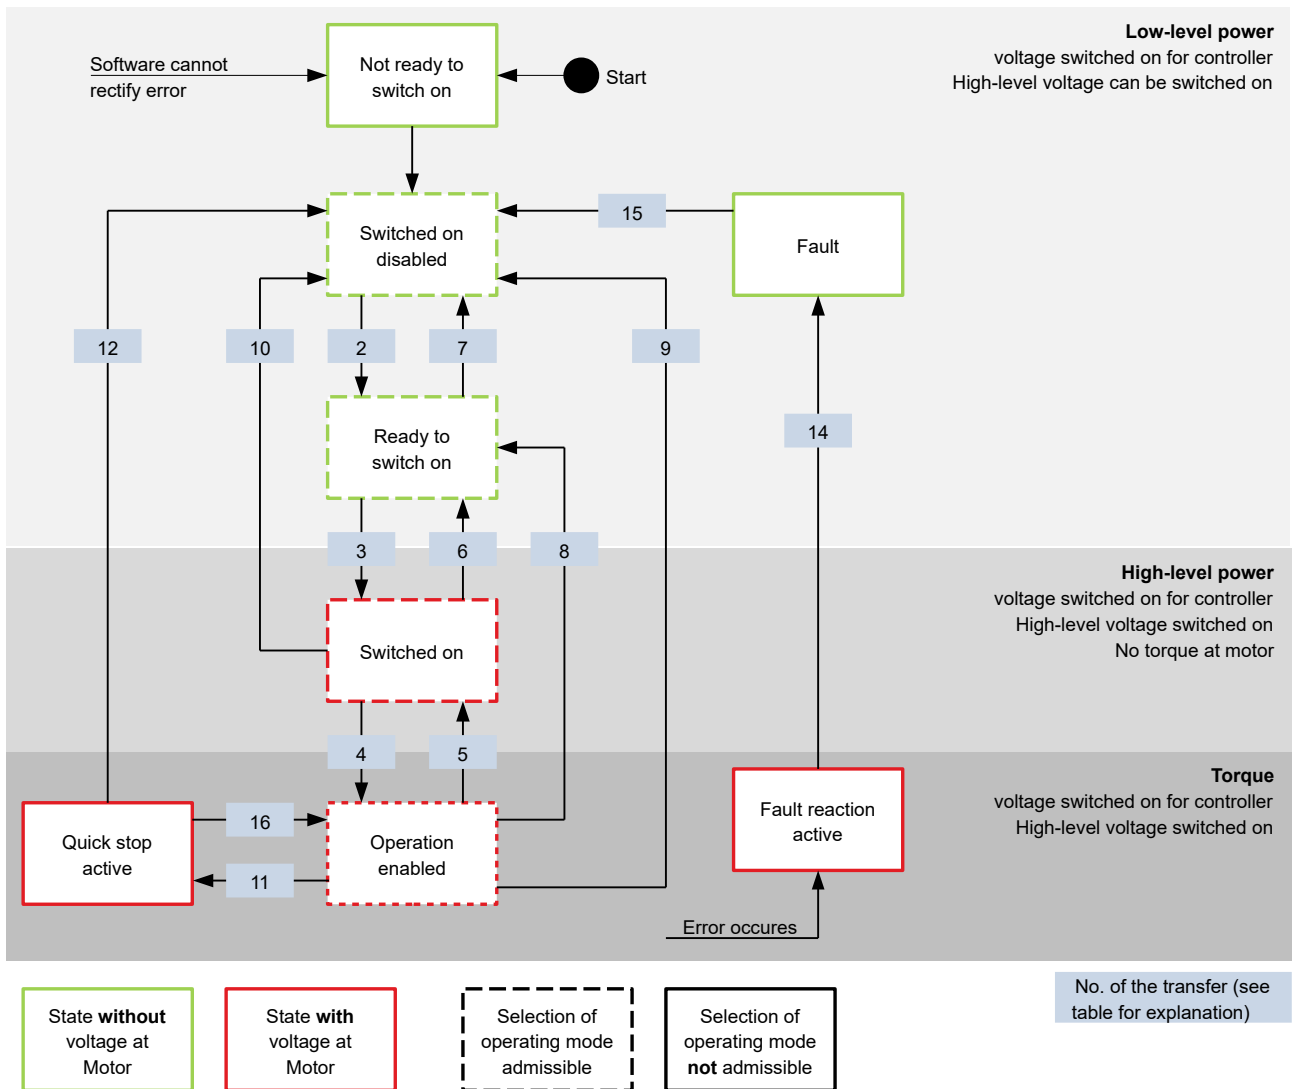 Low-level power
voltage switched on for controller
High-level voltage can be switched on
Software cannot
rectify error
Not ready to
switch on
Start
Switched on
disabled
15
Fault
12
10
2
7
9
Ready to
switch on
14
3
6
8
High-level power
voltage switched on for controller
High-level voltage switched on
No torque at motor
Switched on
4
5
Torque
voltage switched on for controller
High-level voltage switched on
Quick stop
active
16
11
Operation
enabled
Fault reaction
active
Error occures
State without
voltage at
Motor
State with
voltage at
Motor
Selection of
operating mode
admissible
Selection of
operating mode
not admissible
No. of the transfer (see
table for explanation)